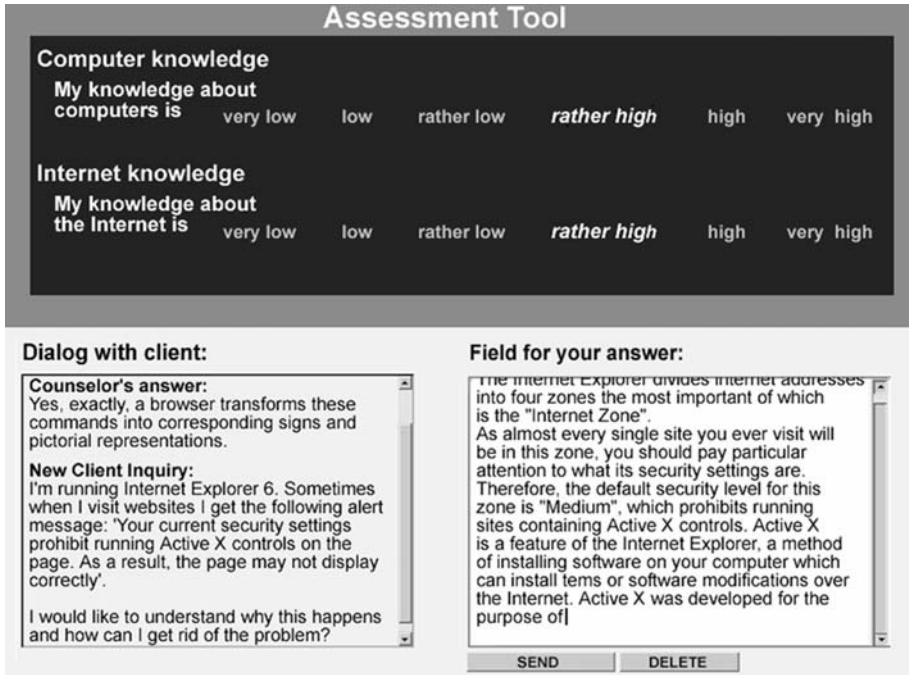 Assessment Tool
Computer knowledge
My knowledge about
computers is very low low rather low rather high high very high
Internet knowledge
My knowledge about
the Internet is very low low rather low rather high high very high
Dialog with client:
Counselor's answer:
Yes, exactly, a browser transforms these
commands into corresponding signs and
pictorial representations.
New Client Inquiry:
I'm running Internet Explorer 6. Sometimes
when I visit websites I get the following alert
message: 'Your current security settings
prohibit running Active X controls on the
page. As a result, the page may not display
correctly'.
I would like to understand why this happens
and how can I get rid of the problem?
Field for your answer:
The Internet Explorer divides Internet addresses
into four zones the most important of which
is the "Internet Zone".
As almost every single site you ever visit will
be in this zone, you should pay particular
attention to what its security settings are.
Therefore, the default security level for this
zone is "Medium", which prohibits running
sites containing Active X controls. Active X
is a feature of the Internet Explorer, a method
of installing software on your computer which
can install tems or software modifications over
the Internet. Active X was developed for the
purpose of
SEND DELETE